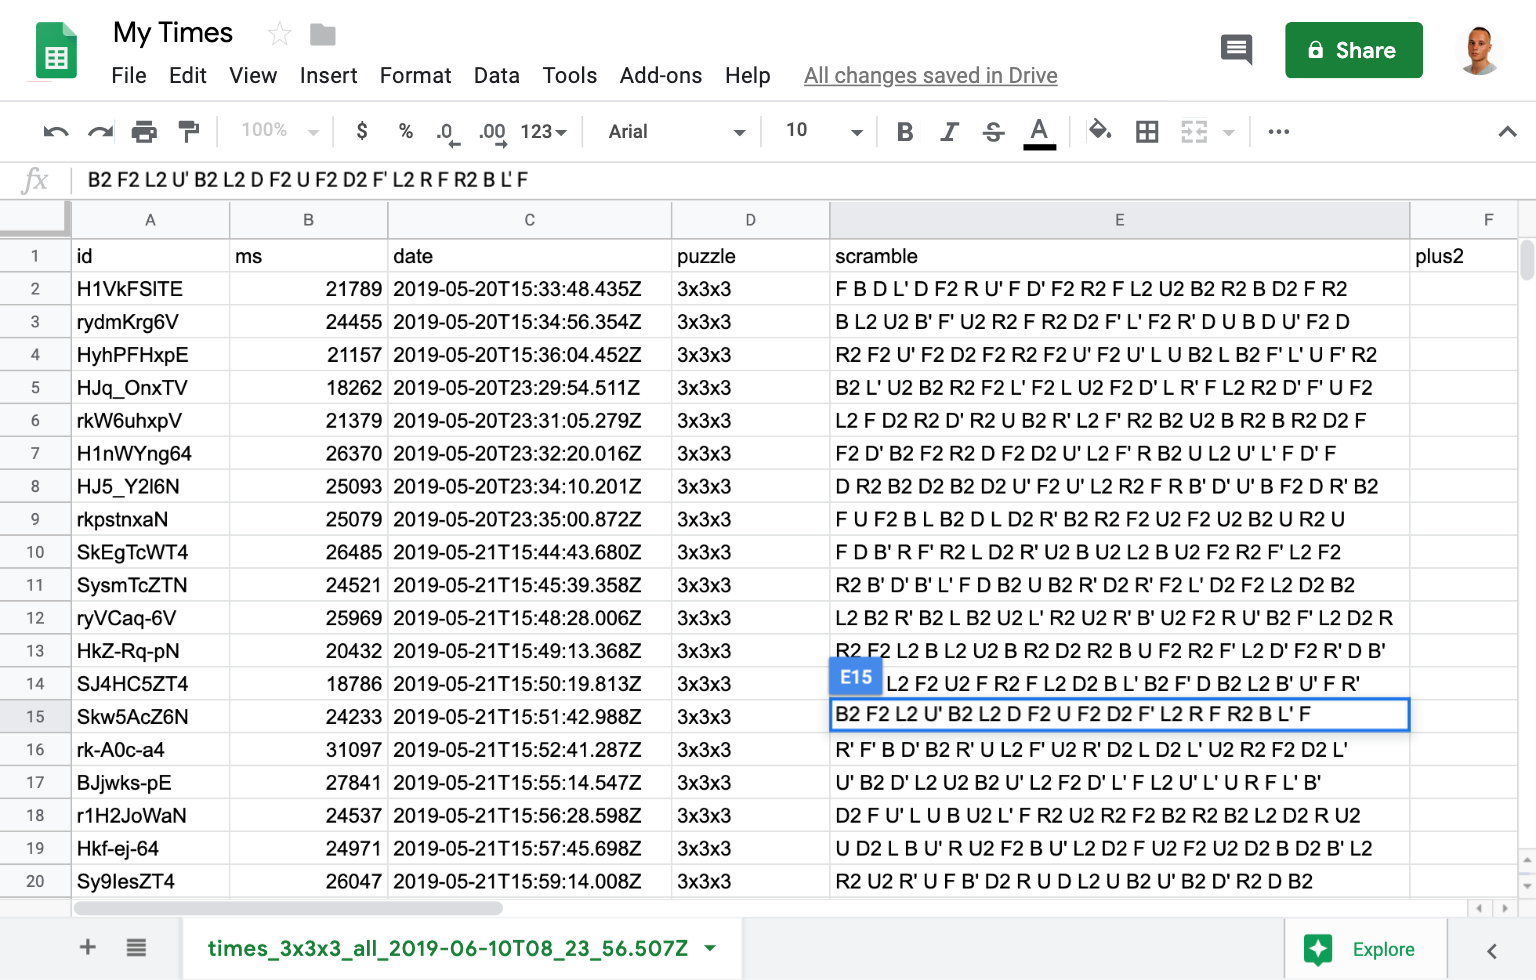 My Times
File Edit View Insert Format Data Tools Add-ons Help All changes saved in Drive
Share
100% $ % .0 .00 123 Arial 10 B I S A
fx B2 F2 L2 U' B2 L2 D F2 U F2 D2 F' L2 R F R2 B L' F
A B C D E F
1 id ms date puzzle scramble plus2
2 H1VkFSlTE 21789 2019-05-20T15:33:48.435Z 3x3x3 F B D L' D F2 R U' F D' F2 R2 F L2 U2 B2 R2 B D2 F R2
3 rydmKrg6V 24455 2019-05-20T15:34:56.354Z 3x3x3 B L2 U2 B' F' U2 R2 F R2 D2 F' L' F2 R' D U B D U' F2 D
4 HyhPFHxpE 21157 2019-05-20T15:36:04.452Z 3x3x3 R2 F2 U' F2 D2 F2 R2 F2 U' F2 U' L U B2 L B2 F' L' U F' R2
5 HJq_OnxTV 18262 2019-05-20T23:29:54.511Z 3x3x3 B2 L' U2 B2 R2 F2 L' F2 L U2 F2 D' L R' F L2 R2 D' F' U F2
6 rkW6uhxpV 21379 2019-05-20T23:31:05.279Z 3x3x3 L2 F D2 R2 D' R2 U B2 R' L2 F' R2 B2 U2 B R2 B R2 D2 F
7 H1nWYng64 26370 2019-05-20T23:32:20.016Z 3x3x3 F2 D' B2 F2 R2 D F2 D2 U' L2 F' R B2 U L2 U' L' F D' F
8 HJ5_Y2l6N 25093 2019-05-20T23:34:10.201Z 3x3x3 D R2 B2 D2 B2 D2 U' F2 U' L2 R2 F R B' D' U' B F2 D R' B2
9 rkpstnxaN 25079 2019-05-20T23:35:00.872Z 3x3x3 F U F2 B L B2 D L D2 R' B2 R2 F2 U2 F2 U2 B2 U R2 U
10 SkEgTcWT4 26485 2019-05-21T15:44:43.680Z 3x3x3 F D B' R F' R2 L D2 R' U2 B U2 L2 B U2 F2 R2 F' L2 F2
11 SysmTcZTN 24521 2019-05-21T15:45:39.358Z 3x3x3 R2 B' D' B' L' F D B2 U B2 R' D2 R' F2 L' D2 F2 L2 D2 B2
12 ryVCaq-6V 25969 2019-05-21T15:48:28.006Z 3x3x3 L2 B2 R' B2 L B2 U2 L' R2 U2 R' B' U2 F2 R U' B2 F' L2 D2 R
13 HkZ-Rq-pN 20432 2019-05-21T15:49:13.368Z 3x3x3 R2 F2 L2 B L2 U2 B R2 D2 R2 B U F2 R2 F' L2 D' F2 R' D B'
14 SJ4HC5ZT4 18786 2019-05-21T15:50:19.813Z 3x3x3 E15 L2 F2 U2 F R2 F L2 D2 B L' B2 F' D B2 L2 B' U' F R'
15 Skw5AcZ6N 24233 2019-05-21T15:51:42.988Z 3x3x3 B2 F2 L2 U' B2 L2 D F2 U F2 D2 F' L2 R F R2 B L' F
16 rk-A0c-a4 31097 2019-05-21T15:52:41.287Z 3x3x3 R' F' B D' B2 R' U L2 F' U2 R' D2 L D2 L' U2 R2 F2 D2 L'
17 BJjwks-pE 27841 2019-05-21T15:55:14.547Z 3x3x3 U' B2 D' L2 U2 B2 U' L2 F2 D' L' F L2 U' L' U R F L' B'
18 r1H2JoWaN 24537 2019-05-21T15:56:28.598Z 3x3x3 D2 F U' L U B U2 L' F R2 U2 R2 F2 B2 R2 B2 L2 D2 R U2
19 Hkf-ej-64 24971 2019-05-21T15:57:45.698Z 3x3x3 U D2 L B U' R U2 F2 B U' L2 D2 F U2 F2 U2 D2 B D2 B' L2
20 Sy9IesZT4 26047 2019-05-21T15:59:14.008Z 3x3x3 R2 U2 R' U F B' D2 R U D L2 U B2 U' B2 D' R2 D B2
times_3x3x3_all_2019-06-10T08_23_56.507Z Explore